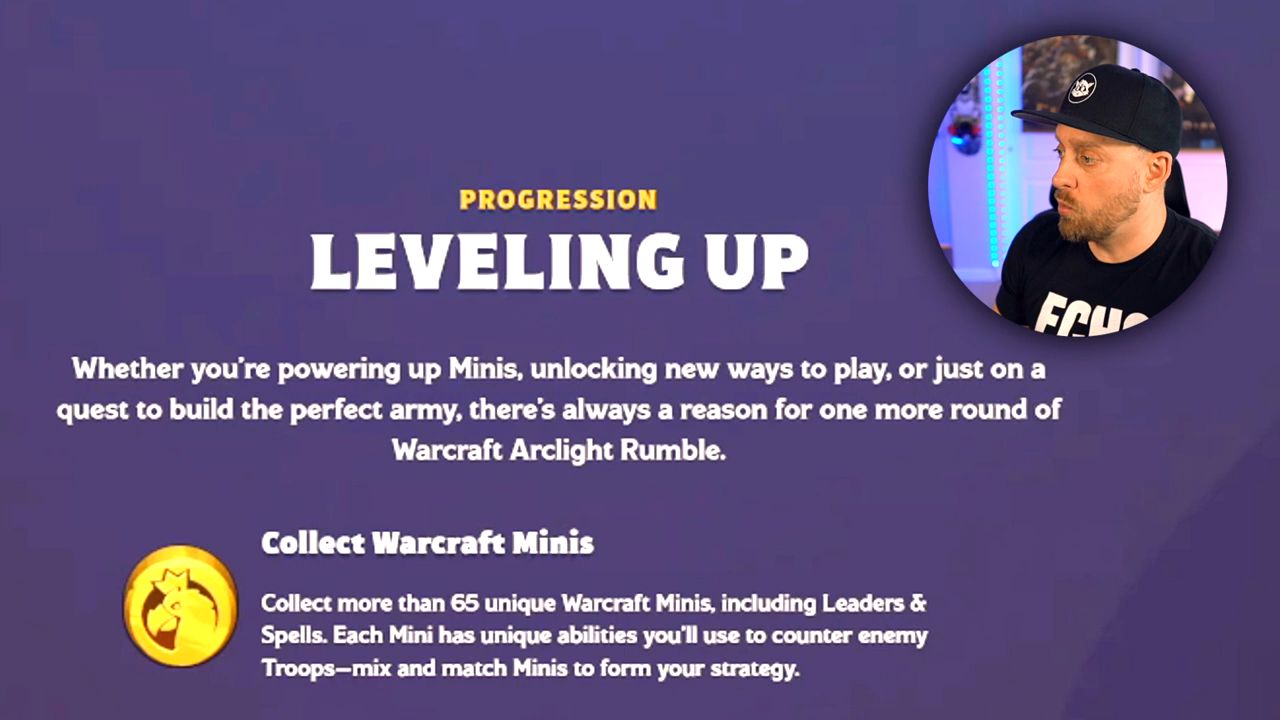 PROGRESSION
LEVELING UP
Whether you're powering up Minis, unlocking new ways to play, or just on a
quest to build the perfect army, there's always a reason for one more round of
Warcraft Arclight Rumble.
Collect Warcraft Minis
Collect more than 65 unique Warcraft Minis, including Leaders &
Spells. Each Mini has unique abilities you'll use to counter enemy
Troops—mix and match Minis to form your strategy.
ECHO